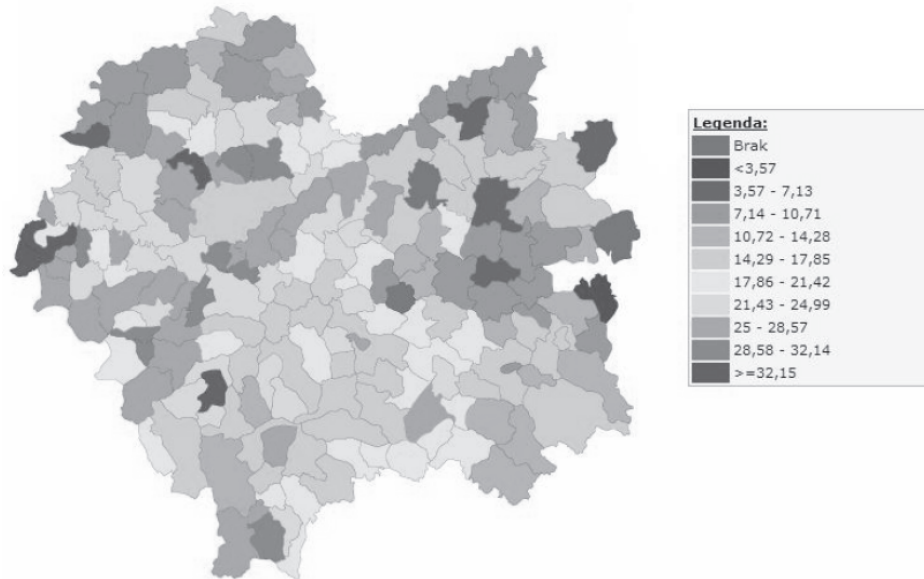 Legenda:
Brak
<3,57
3,57 - 7,13
7,14 - 10,71
10,72 - 14,28
14,29 - 17,85
17,86 - 21,42
21,43 - 24,99
25 - 28,57
28,58 - 32,14
>=32,15